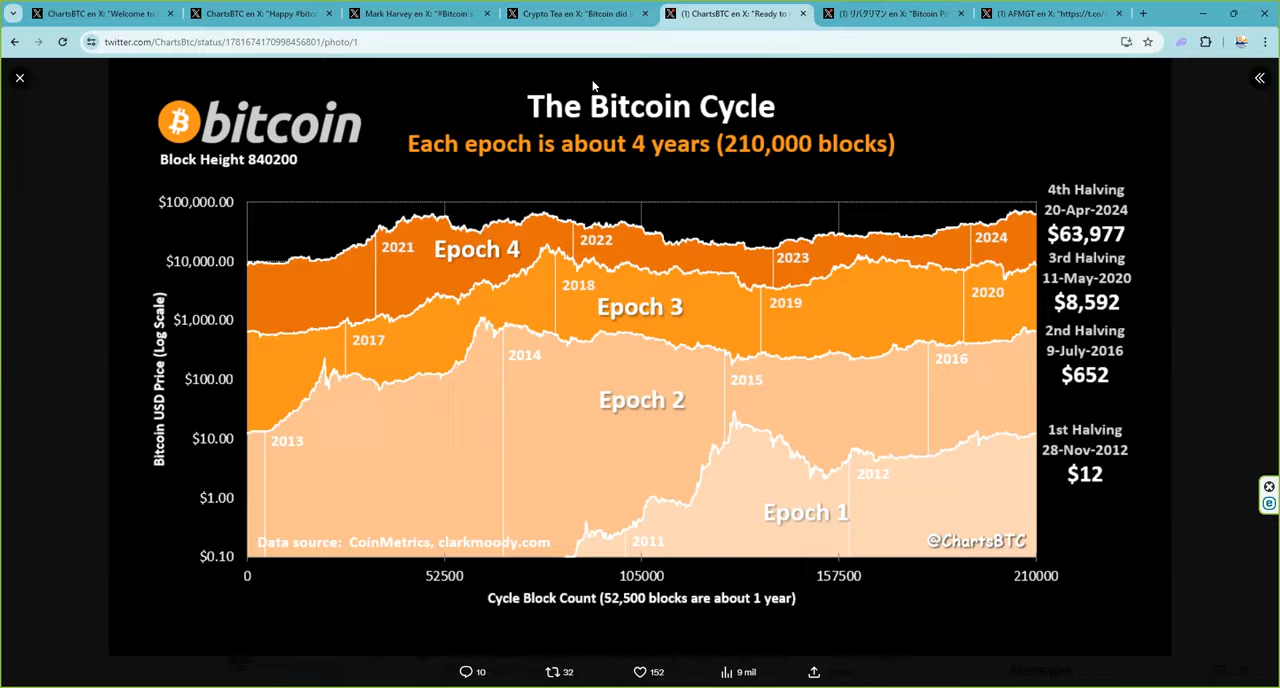 ChartsBTC en X: "Welcome to
ChartsBTC en X: "Happy #bitco
Mark Harvey en X: "#Bitcoin's
Crypto Tea en X: "Bitcoin did s
(1) ChartsBTC en X: "Ready to
(1) リバタリマン en X: "Bitcoin Po
(1) AFMGT en X: "https://t.co/
twitter.com/ChartsBtc/status/1781674170998456801/photo/1
bitcoin
Block Height 840200
The Bitcoin Cycle
Each epoch is about 4 years (210,000 blocks)
Bitcoin USD Price (Log Scale)
$100,000.00
$10,000.00
$1,000.00
$100.00
$10.00
$1.00
$0.10
2021
Epoch 4
2022
2023
2024
2017
2018
Epoch 3
2019
2020
2013
2014
Epoch 2
2015
2016
2011
Epoch 1
2012
Data source: CoinMetrics, clarkmoody.com
@ChartsBTC
0
52500
105000
157500
210000
Cycle Block Count (52,500 blocks are about 1 year)
4th Halving
20-Apr-2024
$63,977
3rd Halving
11-May-2020
$8,592
2nd Halving
9-July-2016
$652
1st Halving
28-Nov-2012
$12
10
32
152
9 mil